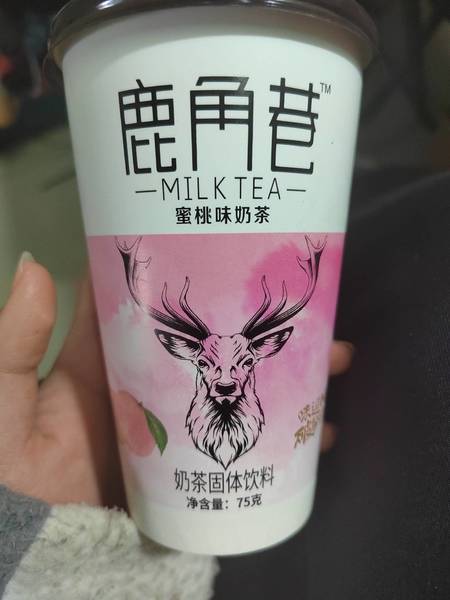 鹿角巷™
MILK TEA
蜜桃味奶茶
奶茶固体饮料
净含量：75克